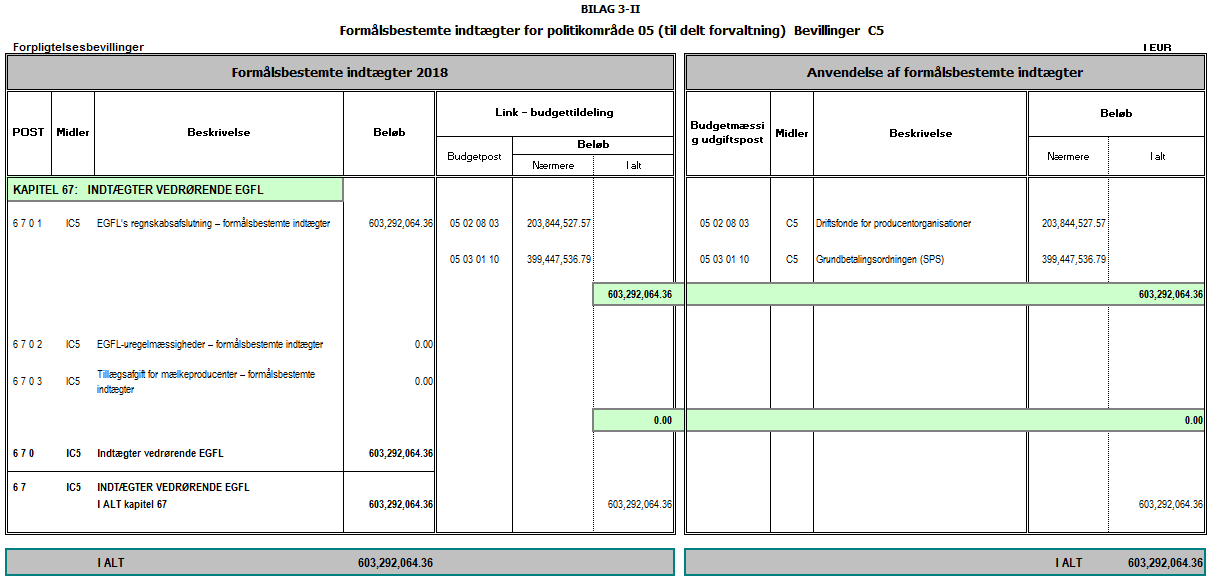 BILAG 3-II
Formålsbestemte indtægter for politikområde 05 (til delt forvaltning) Bevillinger C5
Forpligtelsesbevillinger I EUR
Formålsbestemte indtægter 2018 Anvendelse af formålsbestemte indtægter
POST Midler Beskrivelse Beløb Link – budgettildeling Budgetpost Beløb Nærmere I alt
Budgetmæssi
g udgiftspost Midler Beskrivelse Beløb Nærmere I alt
KAPITEL 67: INDTÆGTER VEDRØRENDE EGFL
6 7 0 1 IC5 EGFL's regnskabsafslutning – formålsbestemte indtægter 603,292,064.36 05 02 08 03 203,844,527.57 05 02 08 03 C5 Driftsfonde for producentorganisationer 203,844,527.57
05 03 01 10 399,447,536.79 05 03 01 10 C5 Grundbetalingsordningen (SPS) 399,447,536.79
603,292,064.36 603,292,064.36
6 7 0 2 IC5 EGFL-uregelmæssigheder – formålsbestemte indtægter 0.00
6 7 0 3 IC5 Tillægsafgift for mælkeproducenter – formålsbestemte
indtægter 0.00
0.00 0.00
6 7 0 IC5 Indtægter vedrørende EGFL 603,292,064.36
6 7 IC5 INDTÆGTER VEDRØRENDE EGFL
I ALT kapitel 67 603,292,064.36 603,292,064.36 603,292,064.36
I ALT 603,292,064.36 I ALT 603,292,064.36